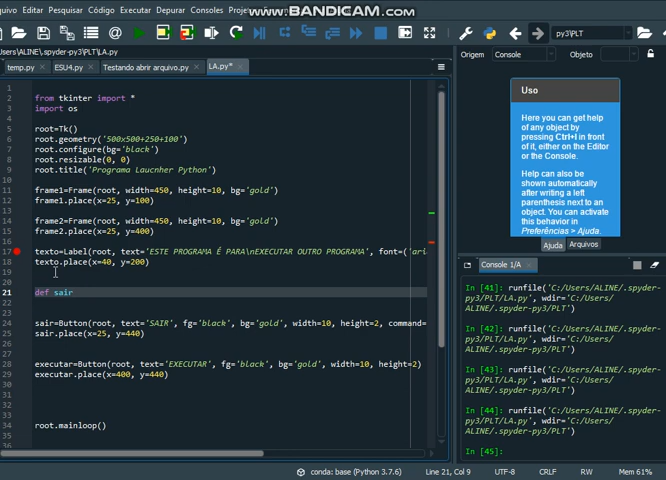 www.BANDICAM.com
quivo Editar Pesquisar Código Executar Depurar Consoles Projet
sers/ALINE/.spyder-py3/PLT/LA.py
temp.py
ESU4.py
Testando abrir arquivo.py
LA.py*
1
2 from tkinter import *
3 import os
4
5 root=Tk()
6 root.geometry('500x500+250+100')
7 root.configure(bg='black')
8 root.resizable(0, 0)
9 root.title('Programa Laucnher Python')
10
11 frame1=Frame(root, width=450, height=10, bg='gold')
12 frame1.place(x=25, y=100)
13
14 frame2=Frame(root, width=450, height=10, bg='gold')
15 frame2.place(x=25, y=400)
16
17 texto=Label(root, text='ESTE PROGRAMA É PARA\nEXECUTAR OUTRO PROGRAMA', font=('ari
18 texto.place(x=40, y=200)
19
20
21 def sair
22
23
24 sair=Button(root, text='SAIR', fg='black', bg='gold', width=10, height=2, command=
25 sair.place(x=25, y=440)
26
27
28 executar=Button(root, text='EXECUTAR', fg='black', bg='gold', width=10, height=2)
29 executar.place(x=400, y=440)
30
31
32
33
34 root.mainloop()
35
36
py3\PLT
Origem Console Objeto
Uso
Here you can get help
of any object by
pressing Ctrl+I in
front of it, either on the Editor
or the Console.
Help can also be
shown automatically
after writing a left
parenthesis next to an
object. You can activate
this behavior in
Preferências > Ajuda.
Ajuda Arquivos
Console 1/A
In [41]: runfile('C:/Users/ALINE/.spyder-
py3/PLT/LA.py', wdir='C:/Users/
ALINE/.spyder-py3/PLT')
In [42]: runfile('C:/Users/ALINE/.spyder-
py3/PLT/LA.py', wdir='C:/Users/
ALINE/.spyder-py3/PLT')
In [43]: runfile('C:/Users/ALINE/.spyder-
py3/PLT/LA.py', wdir='C:/Users/
ALINE/.spyder-py3/PLT')
In [44]: runfile('C:/Users/ALINE/.spyder-
py3/PLT/LA.py', wdir='C:/Users/
ALINE/.spyder-py3/PLT')
In [45]:
conda: base (Python 3.7.6) Line 21, Col 9 UTF-8 CRLF RW Mem 61%